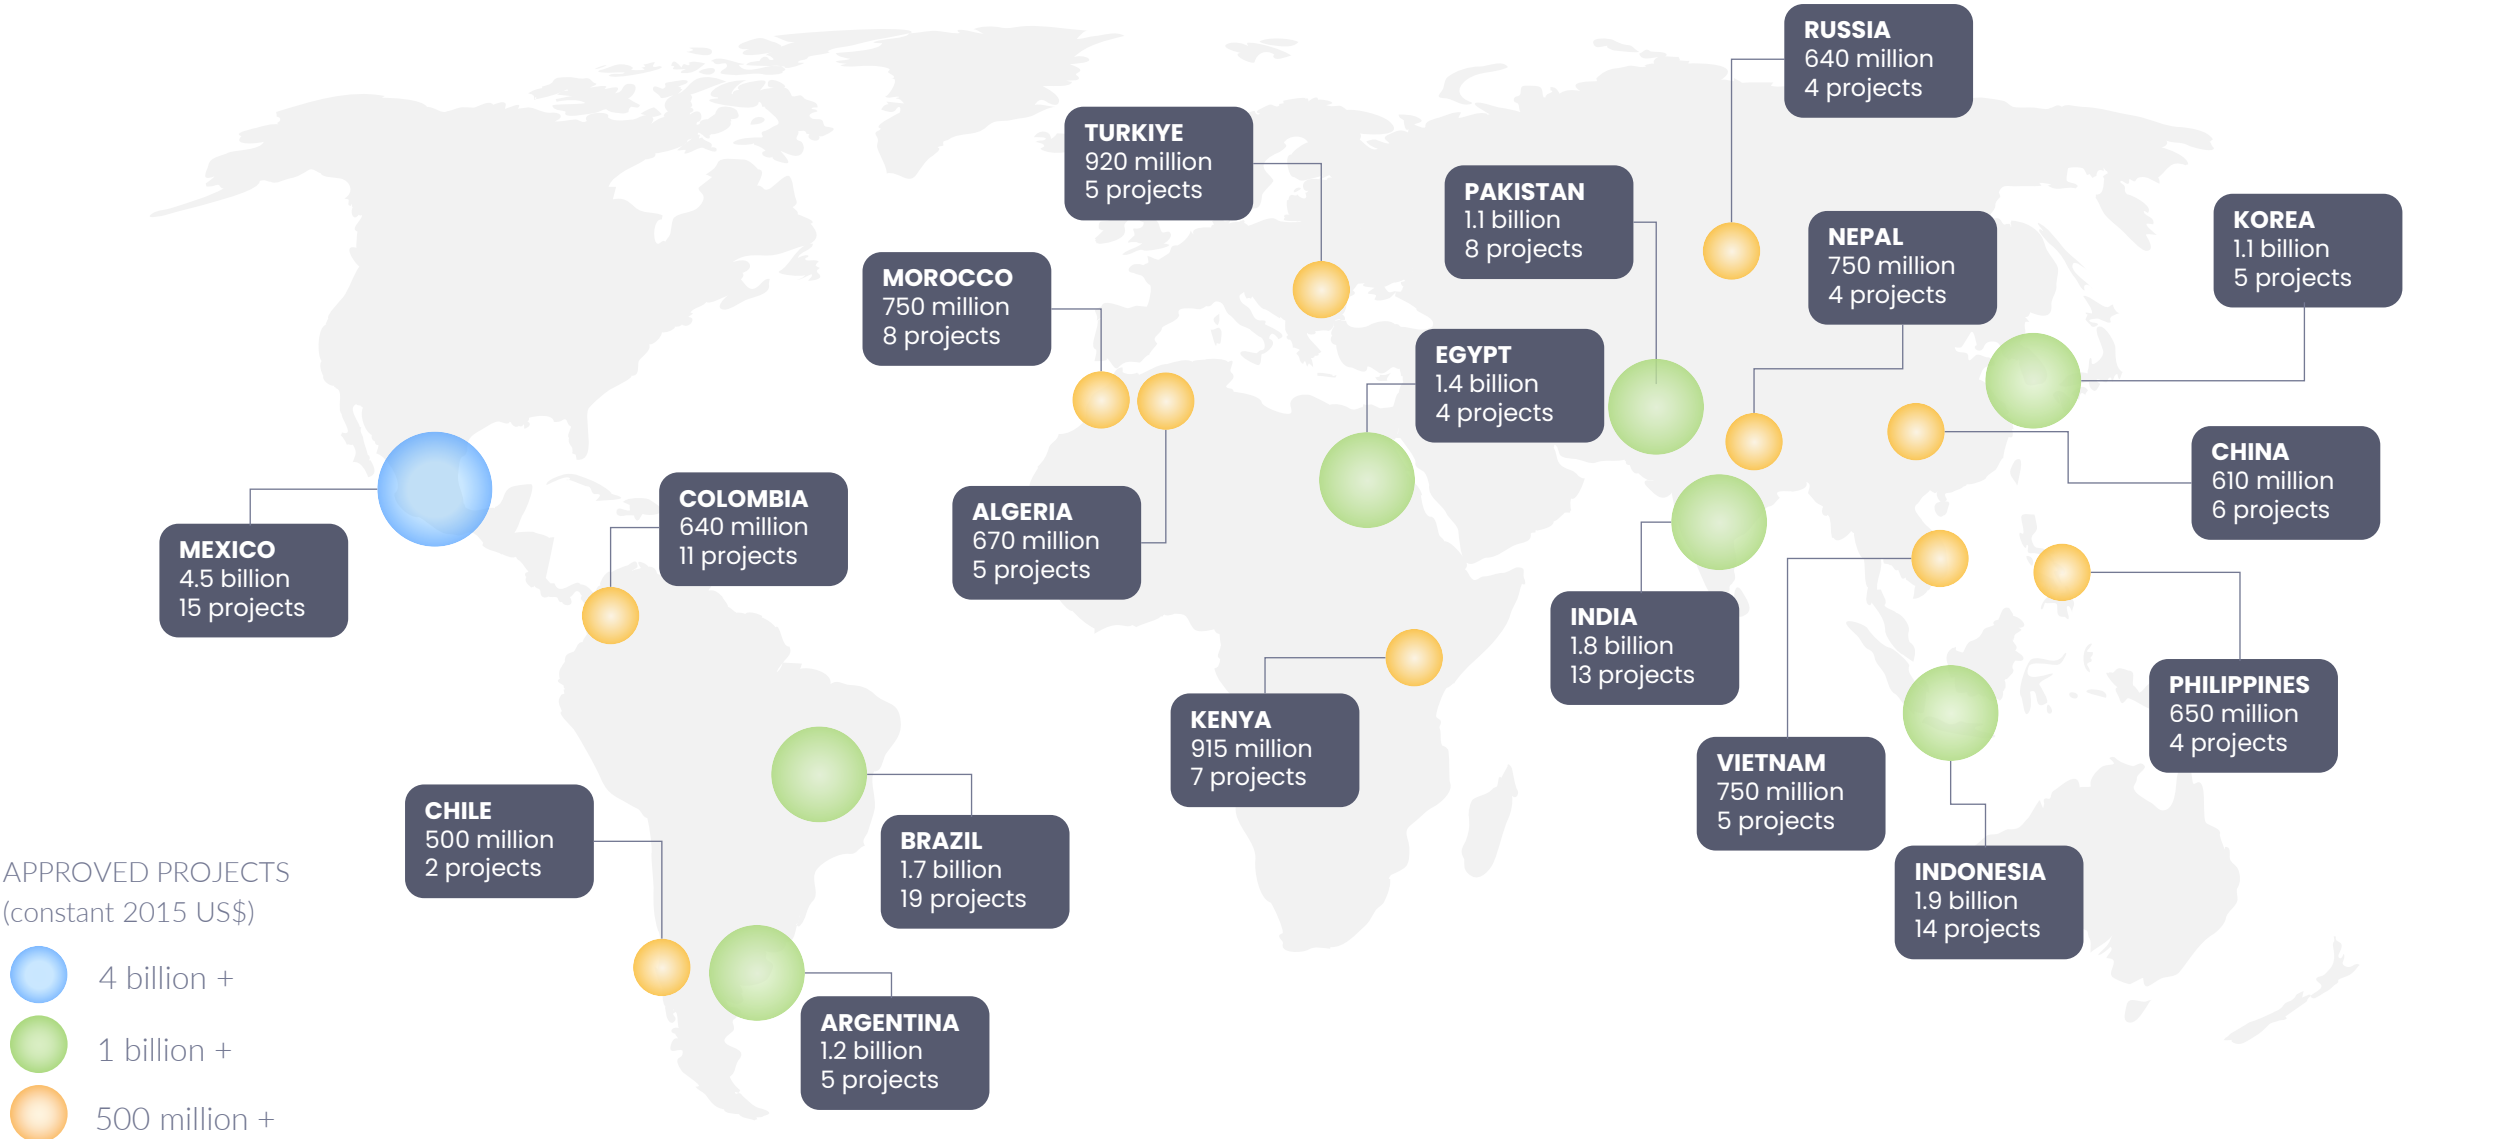 RUSSIA
640 million
4 projects
TURKIYE
920 million
5 projects
PAKISTAN
1.1 billion
8 projects
NEPAL
750 million
4 projects
KOREA
1.1 billion
5 projects
MOROCCO
750 million
8 projects
EGYPT
1.4 billion
4 projects
CHINA
610 million
6 projects
COLOMBIA
640 million
11 projects
ALGERIA
670 million
5 projects
MEXICO
4.5 billion
15 projects
INDIA
1.8 billion
13 projects
PHILIPPINES
650 million
4 projects
KENYA
915 million
7 projects
VIETNAM
750 million
5 projects
CHILE
500 million
2 projects
BRAZIL
1.7 billion
19 projects
INDONESIA
1.9 billion
14 projects
ARGENTINA
1.2 billion
5 projects
APPROVED PROJECTS
(constant 2015 US$)
4 billion +
1 billion +
500 million +